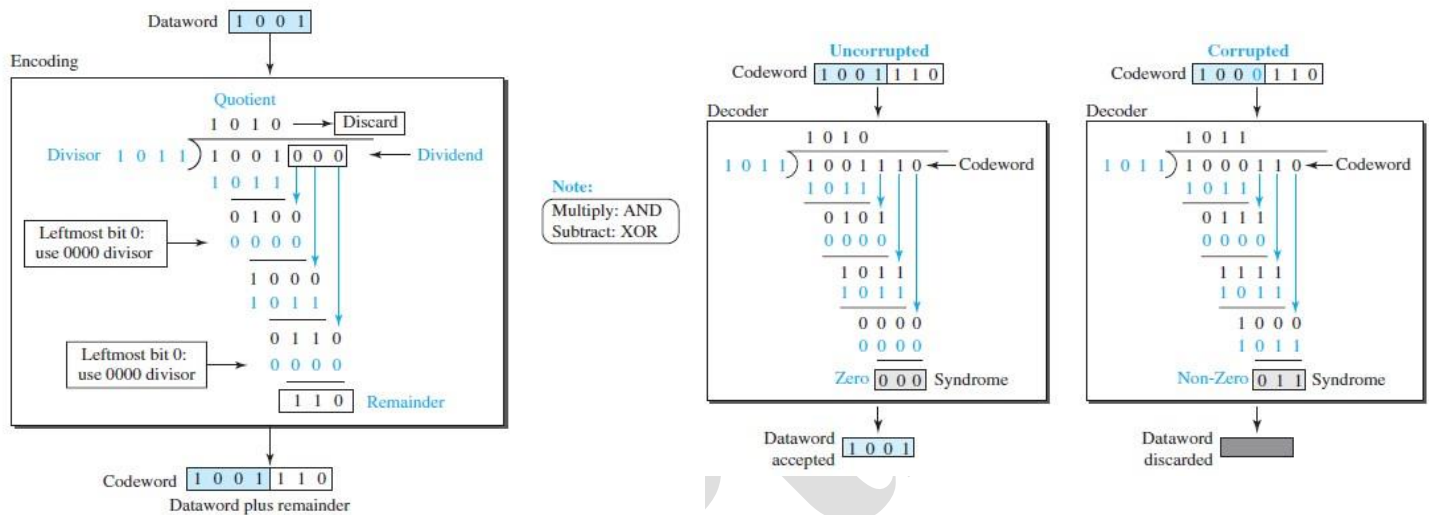 Dataword 1 0 0 1
Encoding
Quotient
1 0 1 0 Discard
Divisor 1 0 1 1 ) 1 0 0 1 0 0 0 Dividend
1 0 1 1
0 1 0 0
Leftmost bit 0:
use 0000 divisor
0 0 0 0
1 0 0 0
1 0 1 1
0 1 1 0
Leftmost bit 0:
use 0000 divisor
0 0 0 0
1 1 0 Remainder
Codeword 1 0 0 1 1 1 0
Dataword plus remainder
Note:
Multiply: AND
Subtract: XOR
Uncorrupted
Codeword 1 0 0 1 1 1 0
Decoder
1 0 1 0
1 0 1 1 ) 1 0 0 1 1 1 0 Codeword
1 0 1 1
0 1 0 1
0 0 0 0
1 0 1 1
1 0 1 1
0 0 0 0
0 0 0 0
Zero 0 0 0 Syndrome
Dataword
accepted
1 0 0 1
Corrupted
Codeword 1 0 0 0 1 1 0
Decoder
1 0 1 1
1 0 1 1 ) 1 0 0 0 1 1 0 Codeword
1 0 1 1
0 1 1 1
0 0 0 0
1 1 1 1
1 0 1 1
1 0 0 0
1 0 1 1
Non-Zero 0 1 1 Syndrome
Dataword
discarded